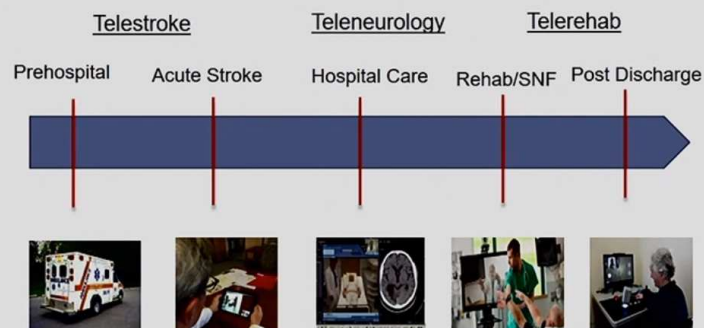 Telestroke
Teleneurology
Telerehab
Prehospital
Acute Stroke
Hospital Care
Rehab/SNF
Post Discharge